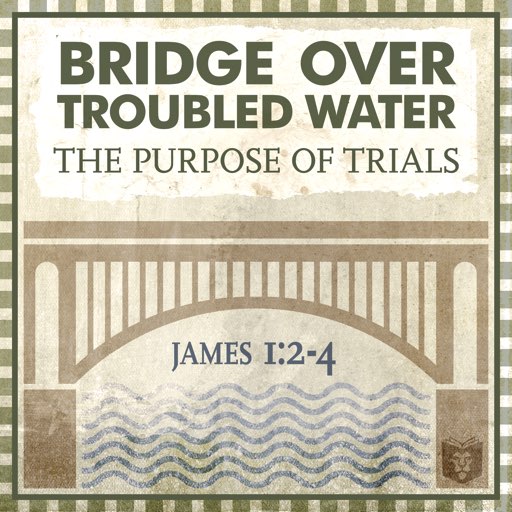 BRIDGE OVER
TROUBLED WATER
THE PURPOSE OF TRIALS
JAMES 1:2-4